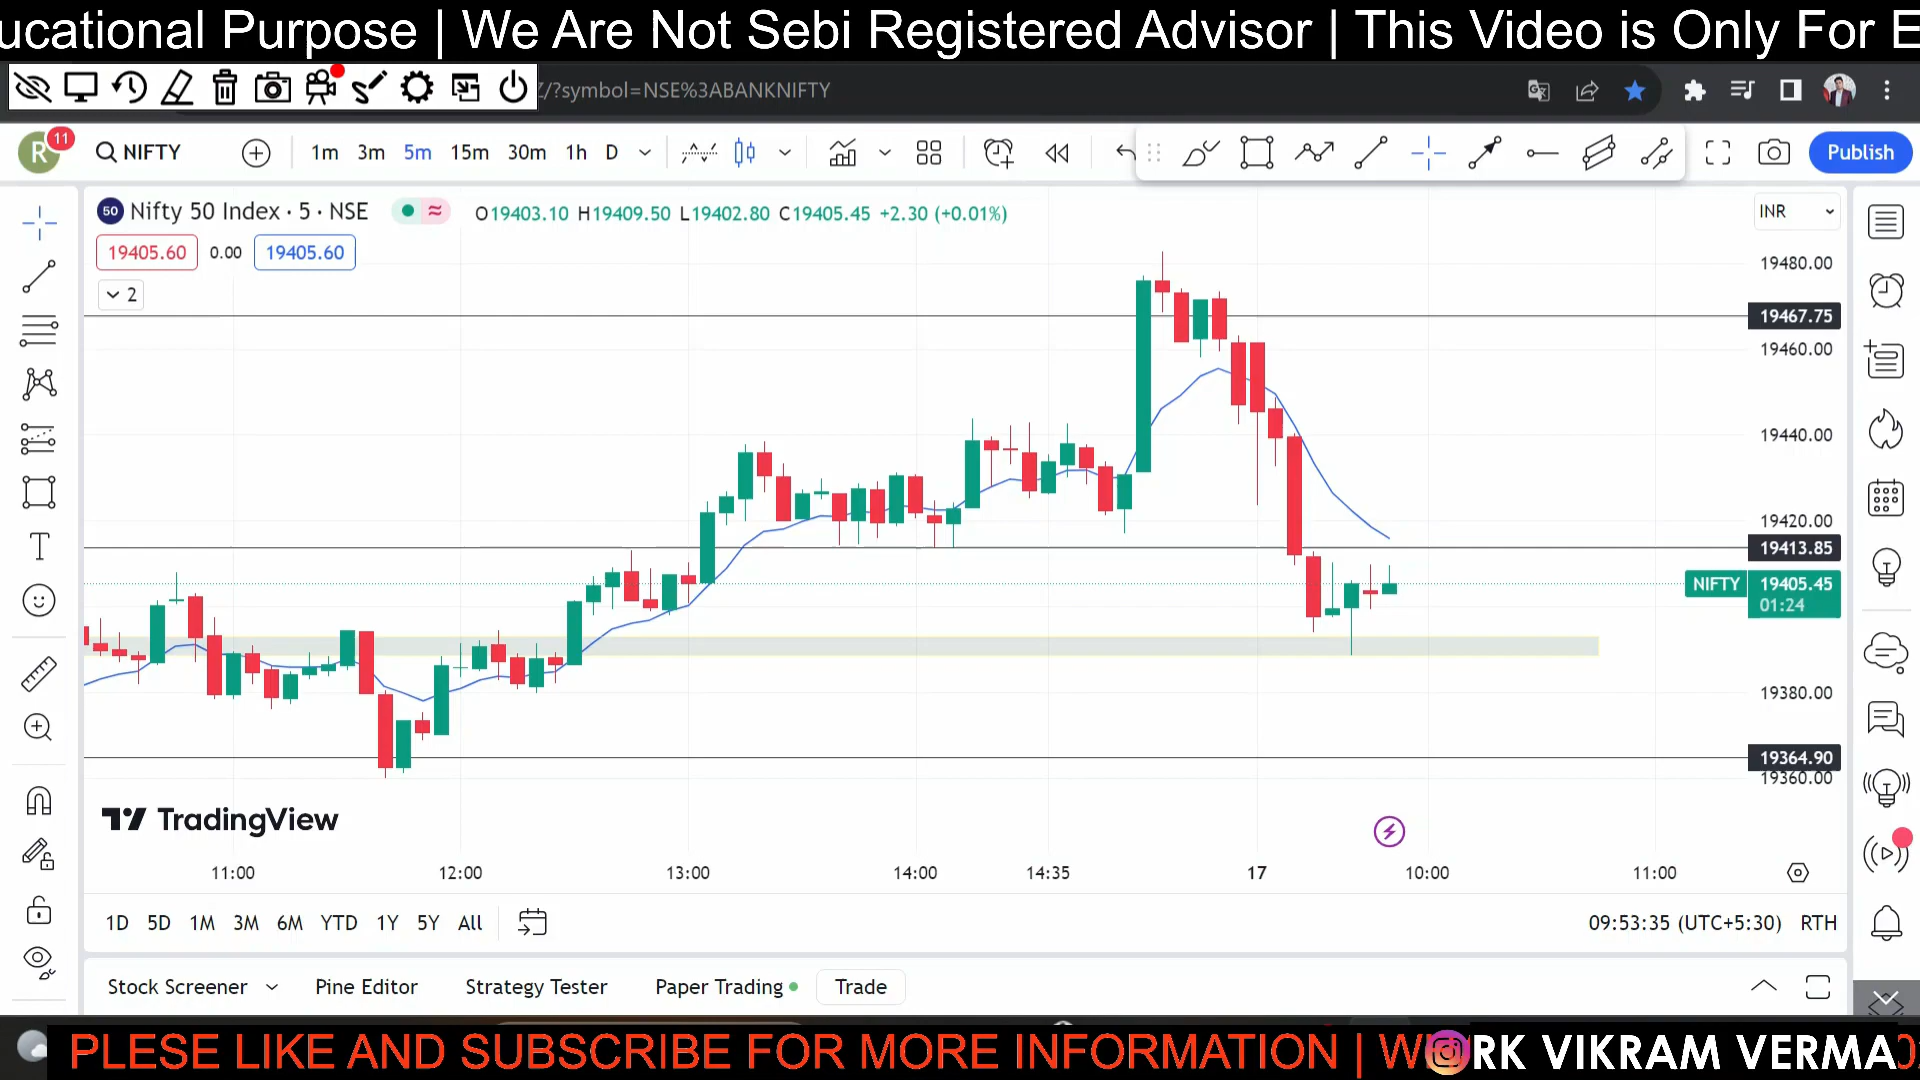 ucational Purpose | We Are Not Sebi Registered Advisor | This Video is Only For E
/?symbol=NSE%3ABANKNIFTY
R 11 NIFTY 1m 3m 5m 15m 30m 1h D Publish
50 Nifty 50 Index · 5 · NSE O19403.10 H19409.50 L19402.80 C19405.45 +2.30 (+0.01%) INR
19405.60 0.00 19405.60
2
19480.00
19467.75
19460.00
19440.00
19420.00
19413.85
NIFTY 19405.45
01:24
19380.00
19364.90
19360.00
TradingView
11:00 12:00 13:00 14:00 14:35 17 10:00 11:00
1D 5D 1M 3M 6M YTD 1Y 5Y All 09:53:35 (UTC+5:30) RTH
Stock Screener Pine Editor Strategy Tester Paper Trading Trade
PLESE LIKE AND SUBSCRIBE FOR MORE INFORMATION | W RK VIKRAM VERMA